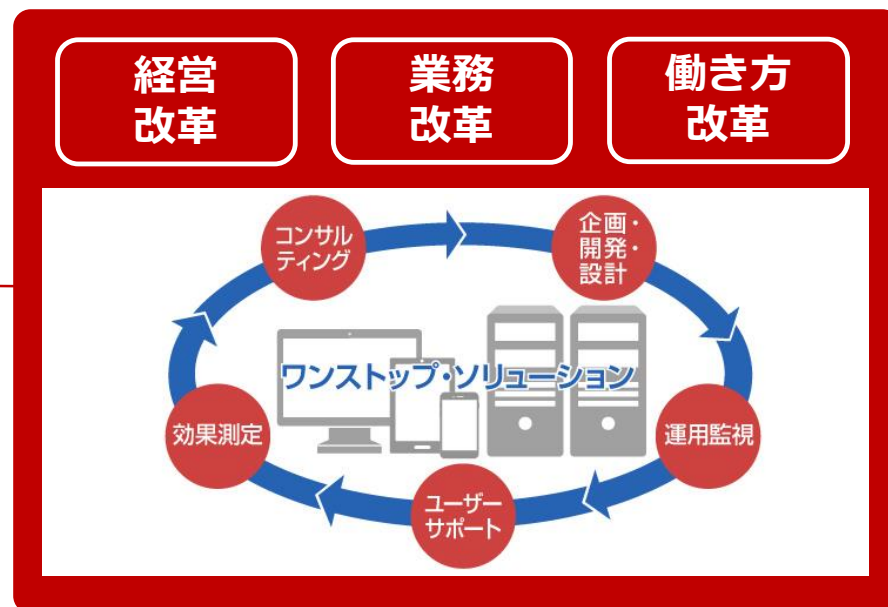 経営
改革
業務
改革
働き方
改革
コンサル
ティング
企画・
開発・
設計
ワンストップ・ソリューション
効果測定
運用監視
ユーザー
サポート